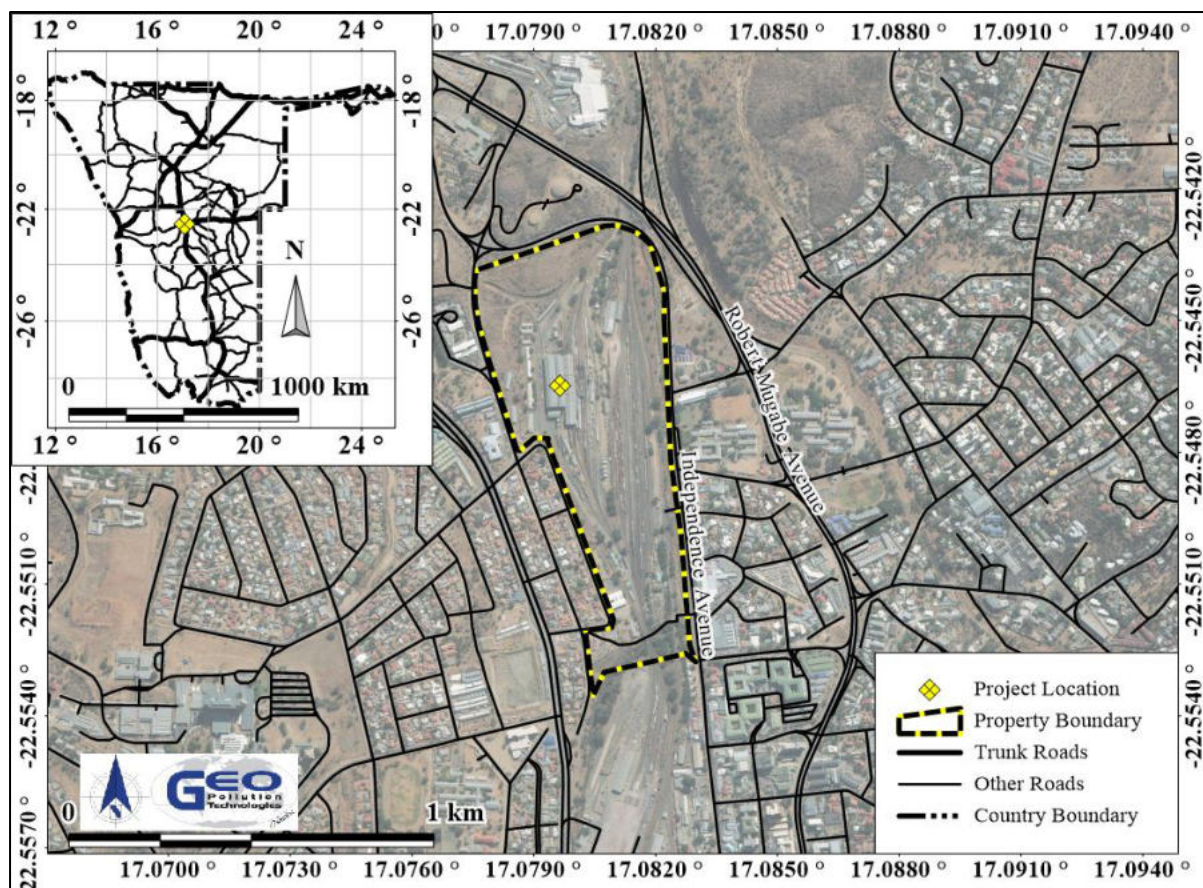 12 ° 16 ° 20 ° 24 °
-18 °
-22 °
-26 °
-18 °
-22 °
-26 °
N
0 1000 km
12 ° 16 ° 20 ° 24 °
17.0790 ° 17.0820 ° 17.0850 ° 17.0880 ° 17.0910 ° 17.0940 °
-22.5420 °
-22.5450 °
-22.5480 °
-22.5510 °
-22.5540 °
-22.5570 °
-22.5510 °
-22.5540 °
-22.5570 °
Robert Mugabe Avenue
Independence Avenue
Project Location
Property Boundary
Trunk Roads
Other Roads
Country Boundary
N
GEO
Pollution
Technologies
0 1 km
17.0700 ° 17.0730 ° 17.0760 ° 17.0790 ° 17.0820 ° 17.0850 ° 17.0880 ° 17.0910 ° 17.0940 °